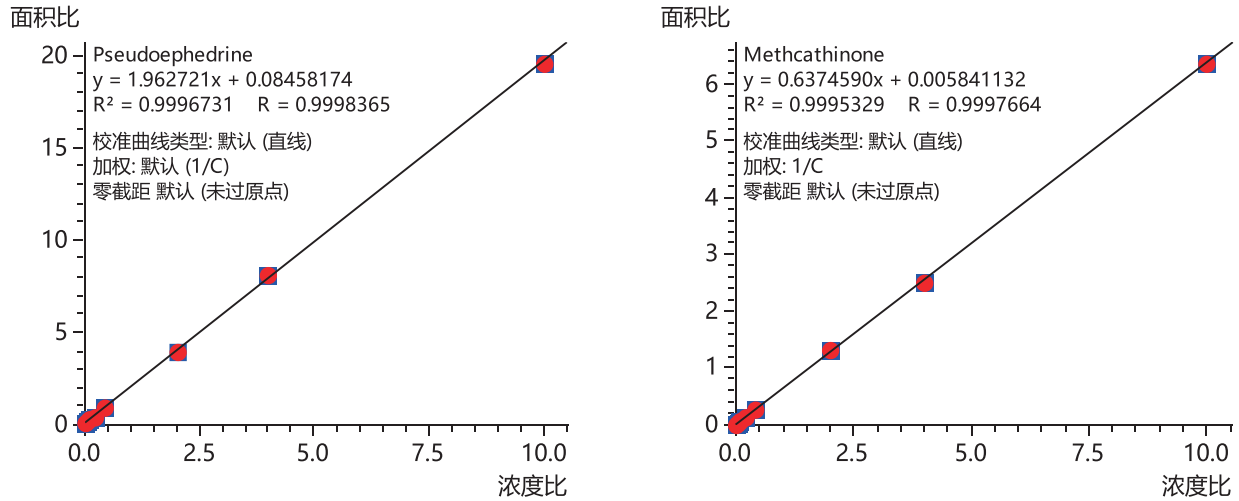 面积比
20
15
10
5
0
Pseudoephedrine
y = 1.962721x + 0.08458174
R² = 0.9996731 R = 0.9998365
校准曲线类型: 默认 (直线)
加权: 默认 (1/C)
零截距 默认 (未过原点)
0.0 2.5 5.0 7.5 10.0
浓度比
面积比
6
5
4
3
2
1
0
Methcathinone
y = 0.6374590x + 0.005841132
R² = 0.9995329 R = 0.9997664
校准曲线类型: 默认 (直线)
加权: 1/C
零截距 默认 (未过原点)
0.0 2.5 5.0 7.5 10.0
浓度比